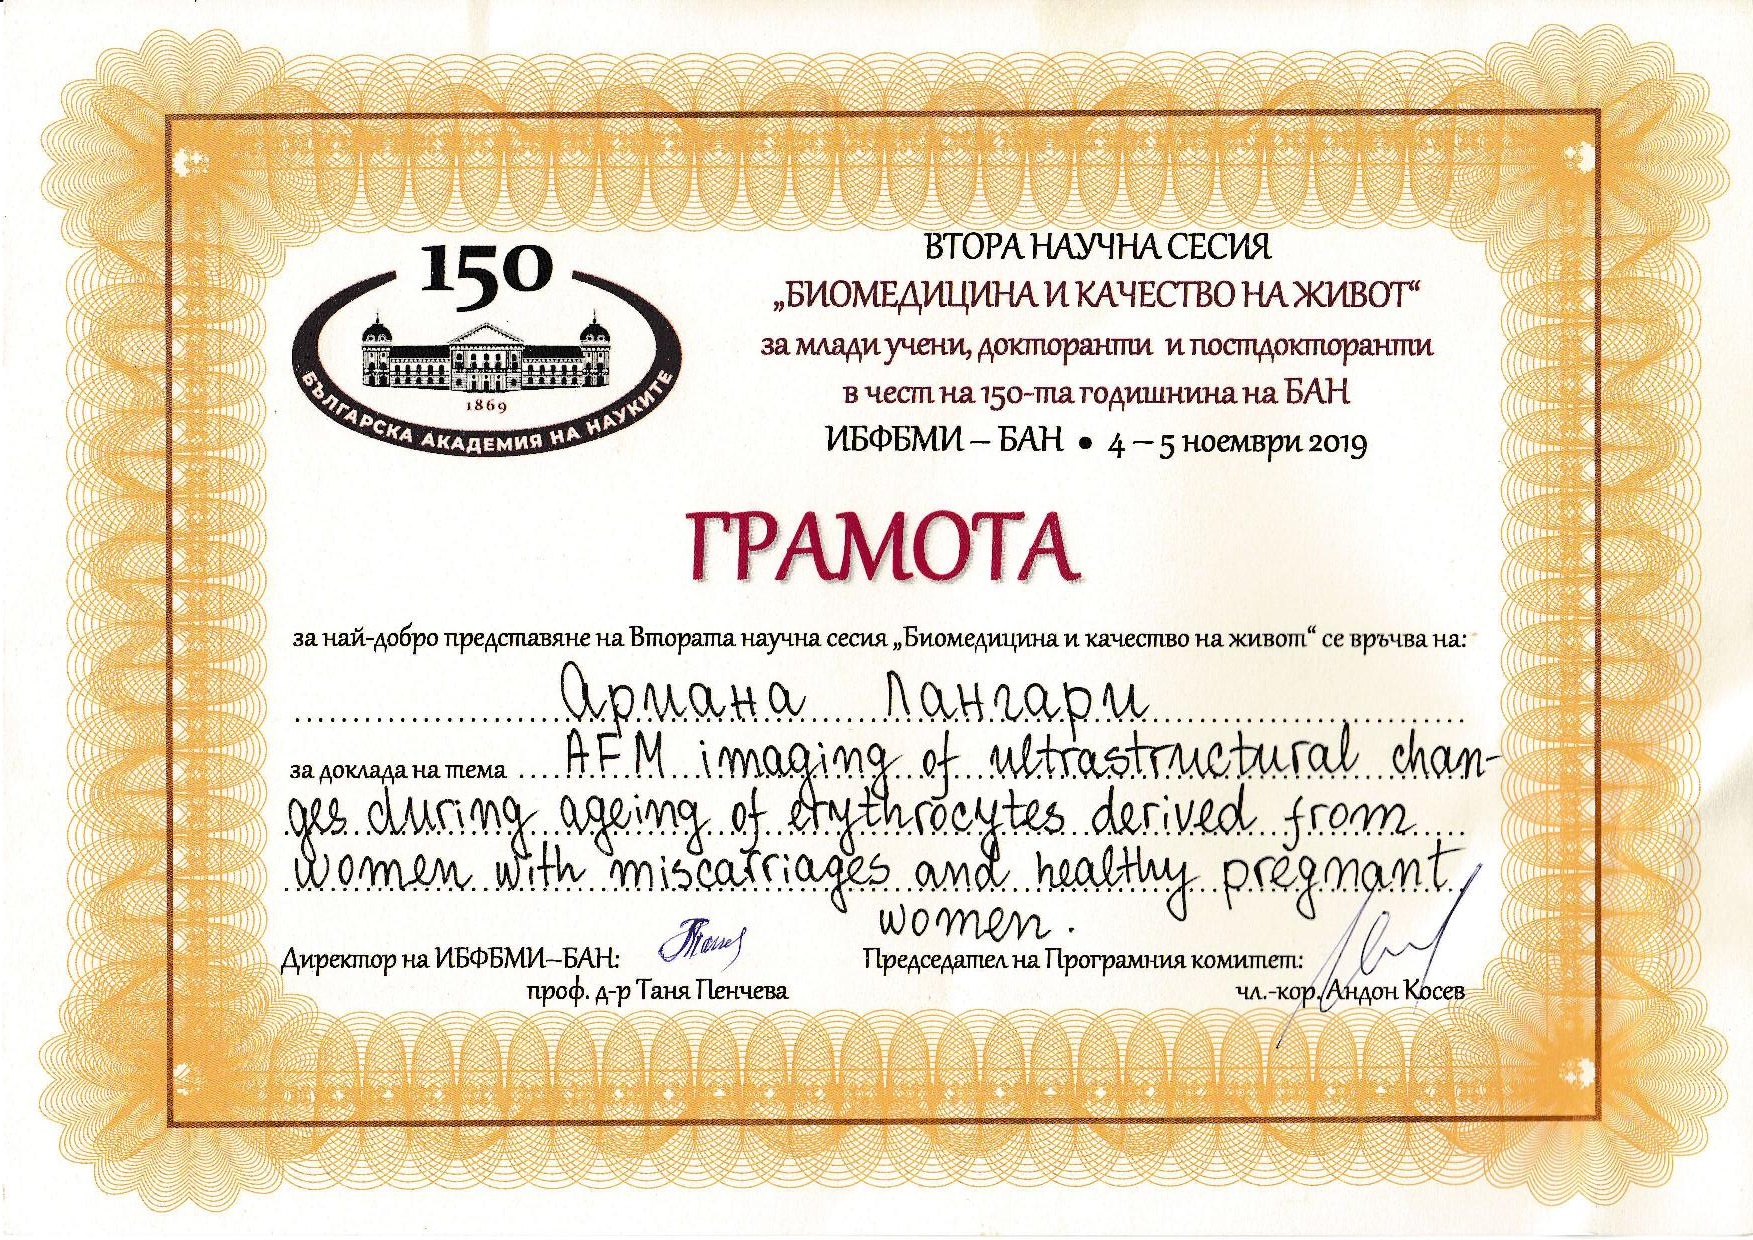 150
1869
БЪЛГАРСКА АКАДЕМИЯ НА НАУКИТЕ
ВТОРА НАУЧНА СЕСИЯ
„БИОМЕДИЦИНА И КАЧЕСТВО НА ЖИВОТ“
за млади учени, докторанти и постдокторанти
в чест на 150-та годишнина на БАН
ИБФБМИ – БАН • 4 – 5 ноември 2019
ГРАМОТА
за най-добро представяне на Втората научна сесия „Биомедицина и качество на живот“ се връчва на:
Армана Лангари
за доклада на тема AFM imaging of ultrastructural chan-
ges during ageing of erythrocytes derived from
women with miscarriages and healthy pregnant
women.
Директор на ИБФБМИ–БАН:
проф. д-р Таня Пенчева
Председател на Програмния комитет:
чл.-кор. Андон Косев